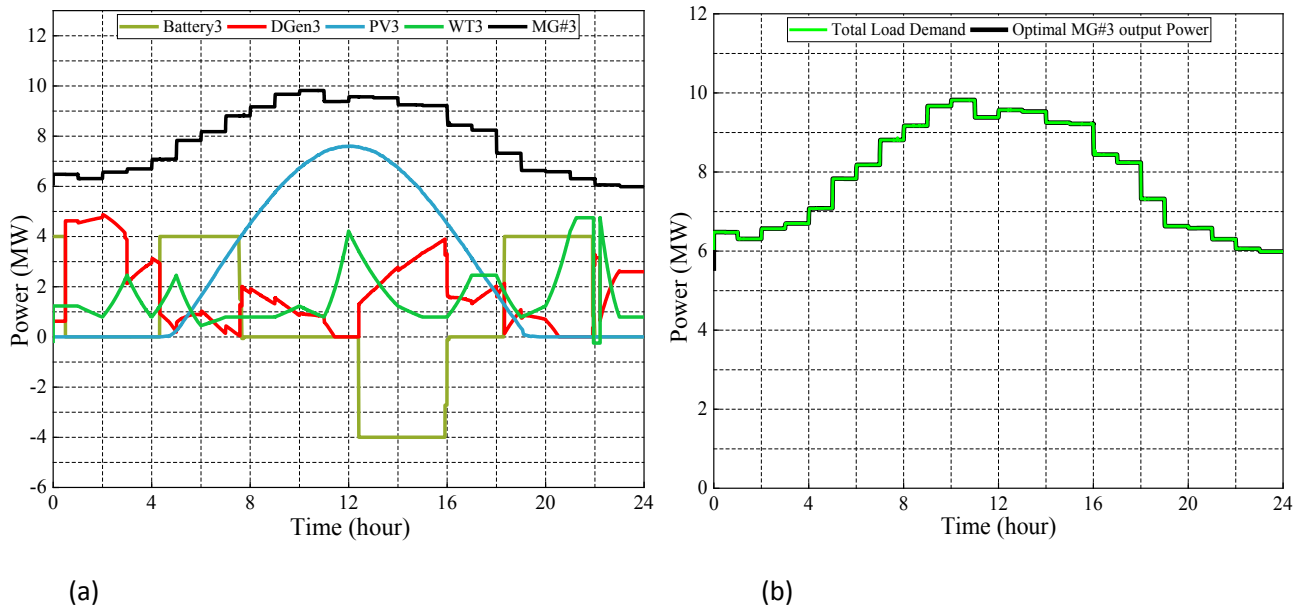 Battery3 DGen3 PV3 WT3 MG#3
12
10
8
6
4
2
0
-2
-4
-6
Power (MW)
0 4 8 12 16 20 24
Time (hour)
(a)
Total Load Demand Optimal MG#3 output Power
12
10
8
6
4
2
0
Power (MW)
0 4 8 12 16 20 24
Time (hour)
(b)